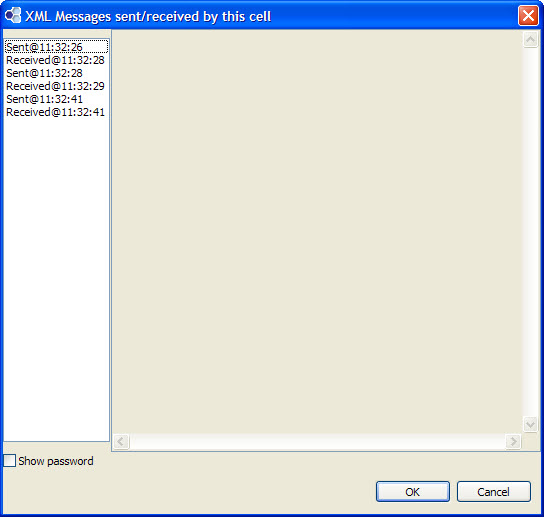 XML Messages sent/received by this cell
Sent@11:32:26
Received@11:32:28
Sent@11:32:28
Received@11:32:29
Sent@11:32:41
Received@11:32:41
Show password
OK
Cancel